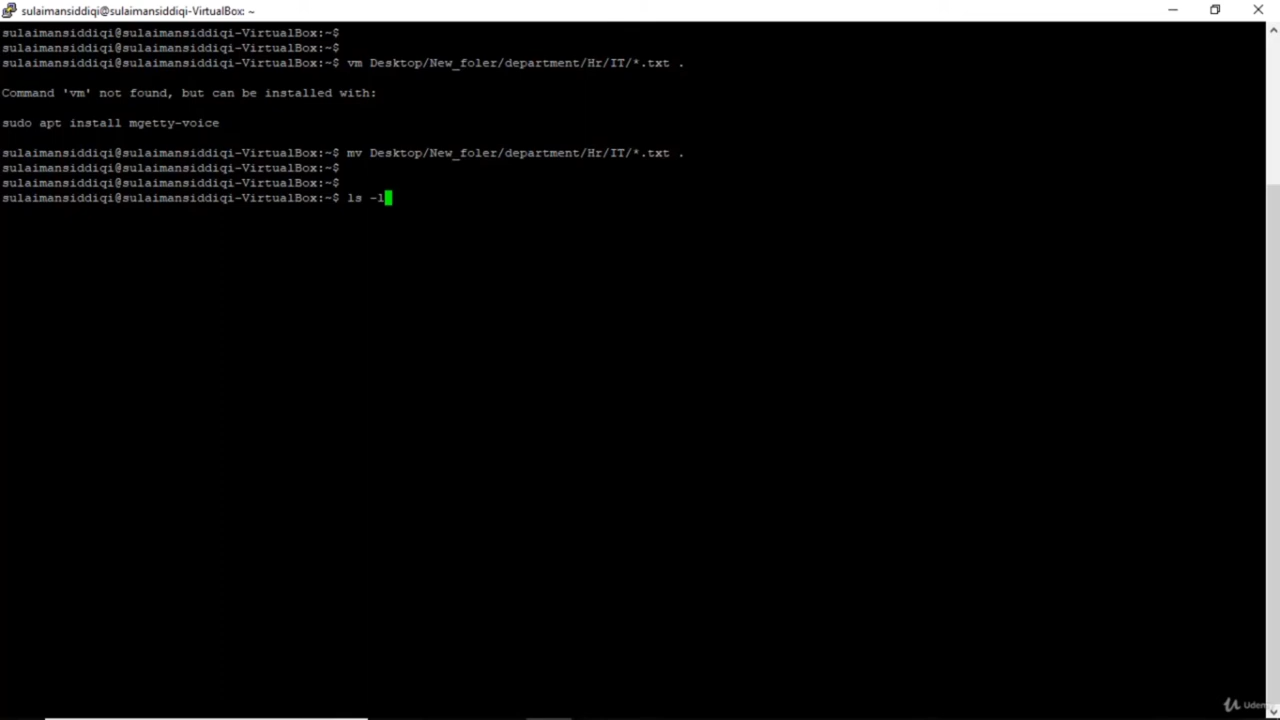 sulaimansiddiqi@sulaimansiddiqi-VirtualBox: ~
sulaimansiddiqi@sulaimansiddiqi-VirtualBox:~$
sulaimansiddiqi@sulaimansiddiqi-VirtualBox:~$
sulaimansiddiqi@sulaimansiddiqi-VirtualBox:~$ vm Desktop/New_foler/department/Hr/IT/*.txt .
Command 'vm' not found, but can be installed with:
sudo apt install mgetty-voice
sulaimansiddiqi@sulaimansiddiqi-VirtualBox:~$ mv Desktop/New_foler/department/Hr/IT/*.txt .
sulaimansiddiqi@sulaimansiddiqi-VirtualBox:~$
sulaimansiddiqi@sulaimansiddiqi-VirtualBox:~$
sulaimansiddiqi@sulaimansiddiqi-VirtualBox:~$ ls -l